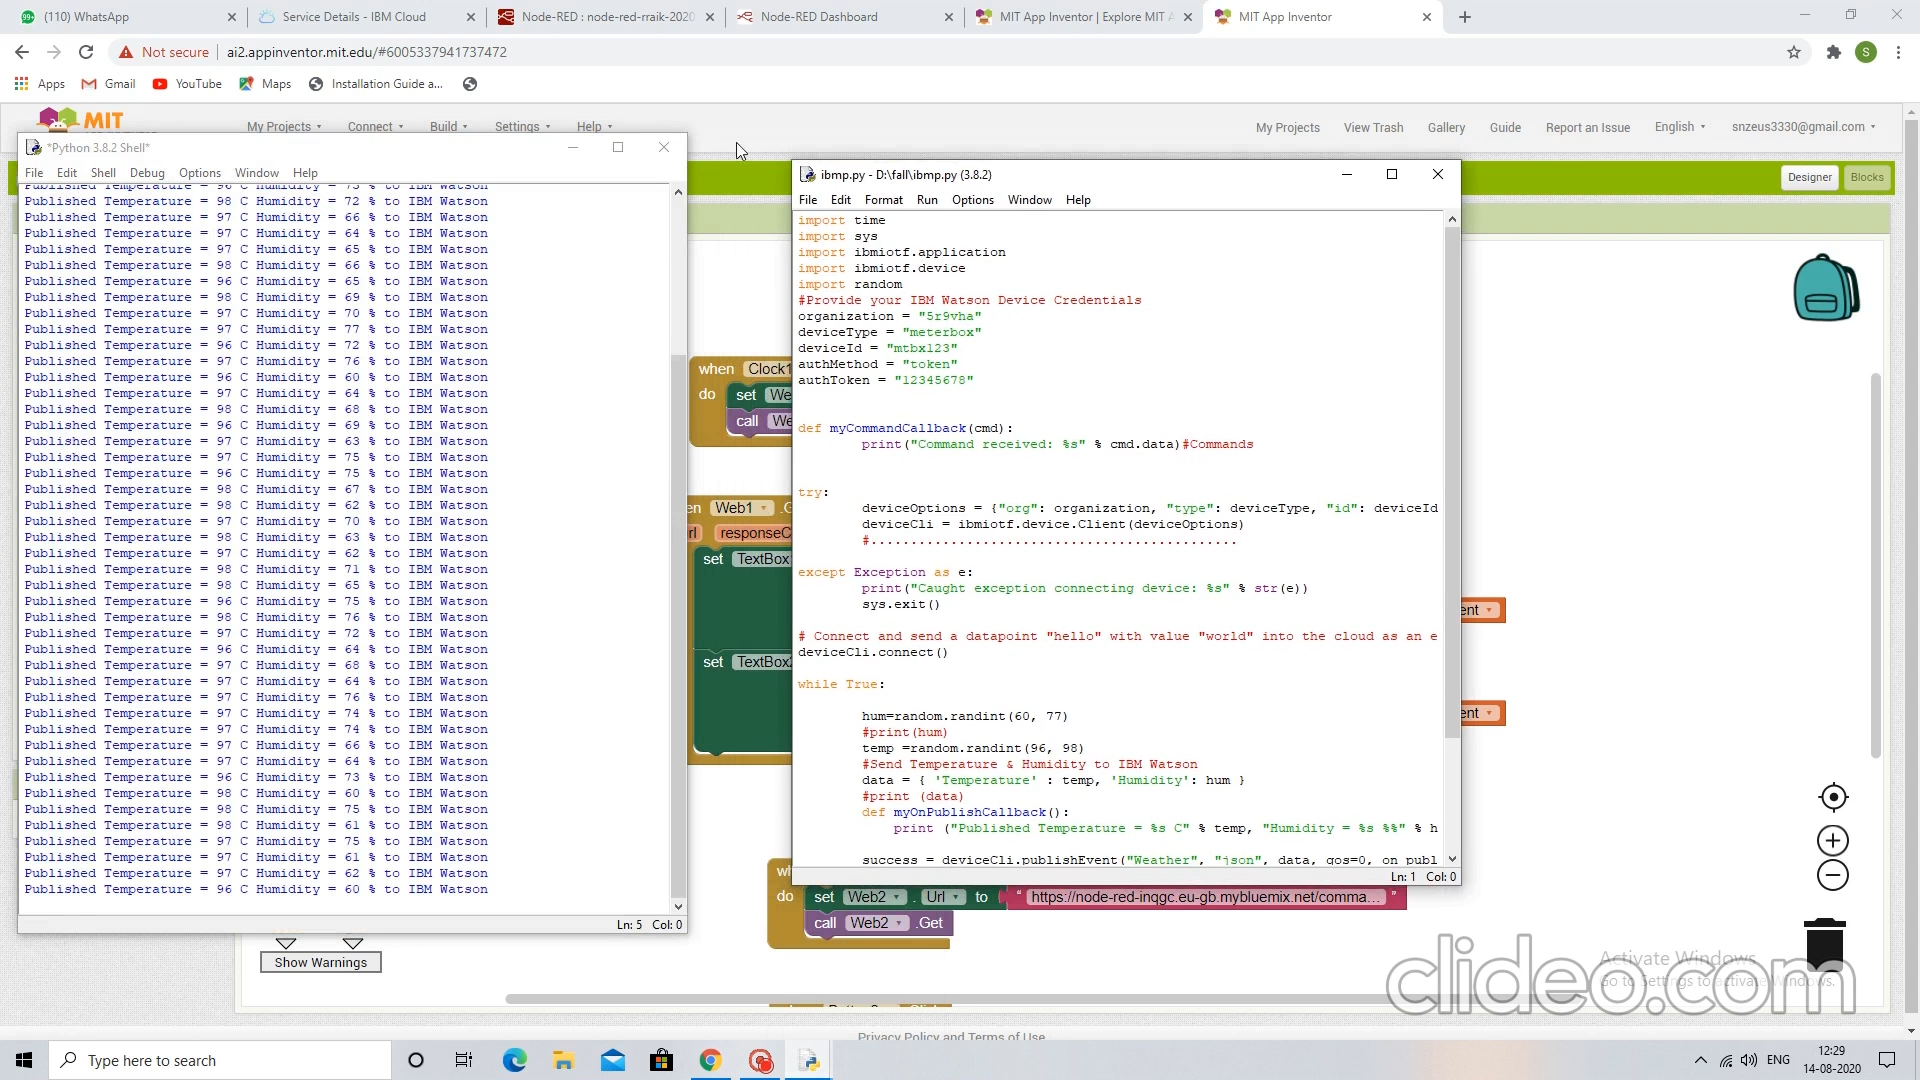 (110) WhatsApp
Service Details - IBM Cloud
Node-RED : node-red-rraik-2020
Node-RED Dashboard
MIT App Inventor | Explore MIT A
MIT App Inventor
Not secure
ai2.appinventor.mit.edu/#6005337941737472
S
Apps
Gmail
YouTube
Maps
Installation Guide a...
MIT
My Projects
Connect
Build
Settings
Help
My Projects
View Trash
Gallery
Guide
Report an Issue
English
snzeus3330@gmail.com
Designer
Blocks
*Python 3.8.2 Shell*
File Edit Shell Debug Options Window Help
Published Temperature = 96 C Humidity = 73 % to IBM Watson
Published Temperature = 98 C Humidity = 72 % to IBM Watson
Published Temperature = 97 C Humidity = 66 % to IBM Watson
Published Temperature = 97 C Humidity = 64 % to IBM Watson
Published Temperature = 97 C Humidity = 65 % to IBM Watson
Published Temperature = 98 C Humidity = 66 % to IBM Watson
Published Temperature = 96 C Humidity = 65 % to IBM Watson
Published Temperature = 98 C Humidity = 69 % to IBM Watson
Published Temperature = 97 C Humidity = 70 % to IBM Watson
Published Temperature = 97 C Humidity = 77 % to IBM Watson
Published Temperature = 96 C Humidity = 72 % to IBM Watson
Published Temperature = 97 C Humidity = 76 % to IBM Watson
Published Temperature = 96 C Humidity = 60 % to IBM Watson
Published Temperature = 97 C Humidity = 64 % to IBM Watson
Published Temperature = 98 C Humidity = 68 % to IBM Watson
Published Temperature = 96 C Humidity = 69 % to IBM Watson
Published Temperature = 97 C Humidity = 63 % to IBM Watson
Published Temperature = 97 C Humidity = 75 % to IBM Watson
Published Temperature = 96 C Humidity = 75 % to IBM Watson
Published Temperature = 98 C Humidity = 67 % to IBM Watson
Published Temperature = 98 C Humidity = 62 % to IBM Watson
Published Temperature = 97 C Humidity = 70 % to IBM Watson
Published Temperature = 98 C Humidity = 63 % to IBM Watson
Published Temperature = 97 C Humidity = 62 % to IBM Watson
Published Temperature = 98 C Humidity = 71 % to IBM Watson
Published Temperature = 98 C Humidity = 65 % to IBM Watson
Published Temperature = 96 C Humidity = 75 % to IBM Watson
Published Temperature = 98 C Humidity = 76 % to IBM Watson
Published Temperature = 97 C Humidity = 72 % to IBM Watson
Published Temperature = 96 C Humidity = 64 % to IBM Watson
Published Temperature = 97 C Humidity = 68 % to IBM Watson
Published Temperature = 97 C Humidity = 64 % to IBM Watson
Published Temperature = 97 C Humidity = 76 % to IBM Watson
Published Temperature = 97 C Humidity = 74 % to IBM Watson
Published Temperature = 97 C Humidity = 74 % to IBM Watson
Published Temperature = 97 C Humidity = 66 % to IBM Watson
Published Temperature = 97 C Humidity = 64 % to IBM Watson
Published Temperature = 96 C Humidity = 73 % to IBM Watson
Published Temperature = 98 C Humidity = 60 % to IBM Watson
Published Temperature = 98 C Humidity = 75 % to IBM Watson
Published Temperature = 98 C Humidity = 61 % to IBM Watson
Published Temperature = 97 C Humidity = 75 % to IBM Watson
Published Temperature = 97 C Humidity = 61 % to IBM Watson
Published Temperature = 97 C Humidity = 62 % to IBM Watson
Published Temperature = 96 C Humidity = 60 % to IBM Watson
Ln: 5 Col: 0
Show Warnings
when Clock1
do set We
call We
en Web1 .G
rl responseC
set TextBox
set TextBox2
ibmp.py - D:\fall\ibmp.py (3.8.2)
File Edit Format Run Options Window Help
import time
import sys
import ibmiotf.application
import ibmiotf.device
import random
#Provide your IBM Watson Device Credentials
organization = "5r9vha"
deviceType = "meterbox"
deviceId = "mtbx123"
authMethod = "token"
authToken = "12345678"
def myCommandCallback(cmd):
print("Command received: %s" % cmd.data)#Commands
try:
deviceOptions = {"org": organization, "type": deviceType, "id": deviceId
deviceCli = ibmiotf.device.Client(deviceOptions)
#..............................................
except Exception as e:
print("Caught exception connecting device: %s" % str(e))
sys.exit()
# Connect and send a datapoint "hello" with value "world" into the cloud as an e
deviceCli.connect()
while True:
hum=random.randint(60, 77)
#print(hum)
temp =random.randint(96, 98)
#Send Temperature & Humidity to IBM Watson
data = { 'Temperature' : temp, 'Humidity': hum }
#print (data)
def myOnPublishCallback():
print ("Published Temperature = %s C" % temp, "Humidity = %s %%" % h
success = deviceCli.publishEvent("Weather", "json", data, qos=0, on_publ
Ln: 1 Col: 0
ent
ent
wh
do set Web2 . Url to “ https://node-red-inqgc.eu-gb.mybluemix.net/comma... ”
call Web2 .Get
Activate Windows
Go to Settings to activate Windows.
clideo.com
Privacy Policy and Terms of Use
Type here to search
ENG
12:29
14-08-2020